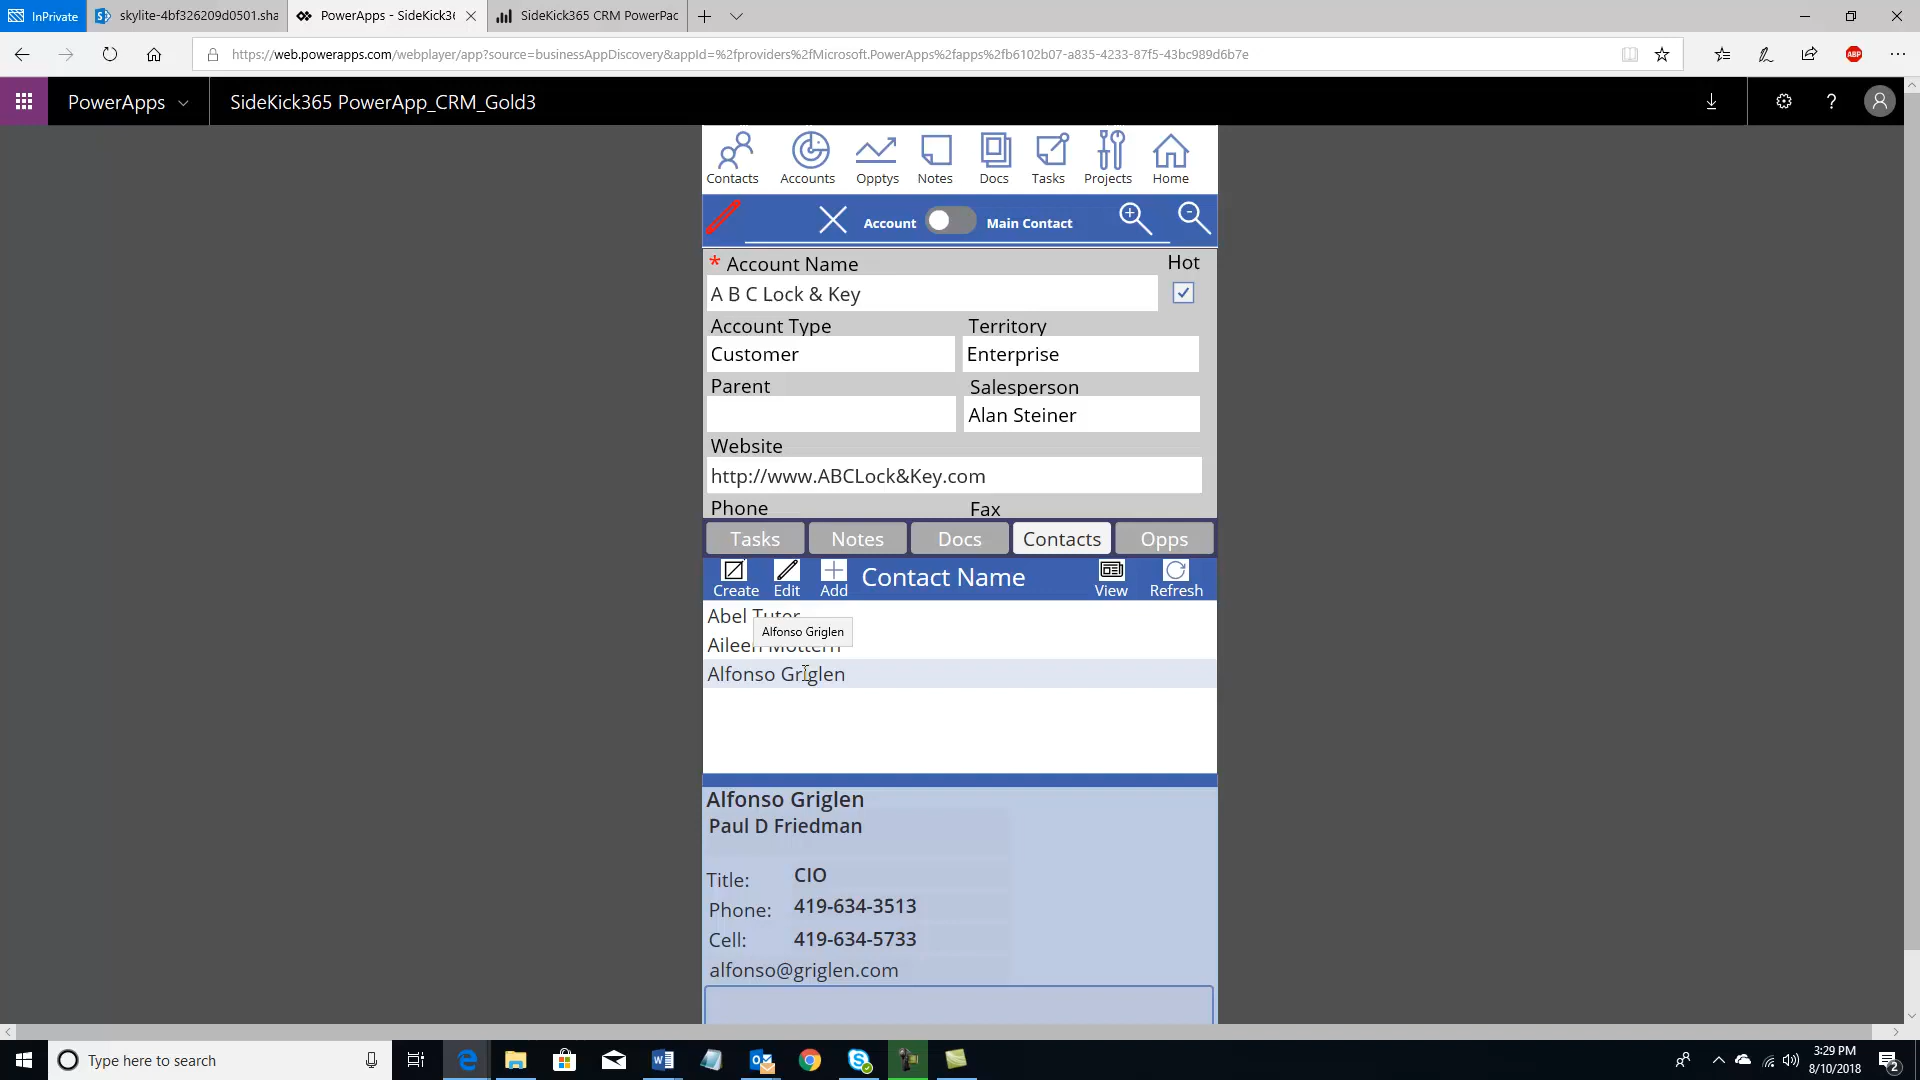 InPrivate
skylite-4bf326209d0501.sha
PowerApps - SideKick36
SideKick365 CRM PowerPac
https://web.powerapps.com/webplayer/app?source=businessAppDiscovery&appId=%2fproviders%2fMicrosoft.PowerApps%2fapps%2fb6102b07-a835-4233-87f5-43bc989d6b7e
ABP
PowerApps
SideKick365 PowerApp_CRM_Gold3
?
Contacts Accounts Opptys Notes Docs Tasks Projects Home
Account Main Contact
* Account Name Hot
A B C Lock & Key
Account Type Territory
Customer Enterprise
Parent Salesperson
Alan Steiner
Website
http://www.ABCLock&Key.com
Phone Fax
Tasks Notes Docs Contacts Opps
Create Edit Add Contact Name View Refresh
Abel Tutor
Alfonso Griglen
Aileen Mottern
Alfonso Griglen
Alfonso Griglen
Paul D Friedman
Title: CIO
Phone: 419-634-3513
Cell: 419-634-5733
alfonso@griglen.com
Type here to search
3:29 PM
8/10/2018
2